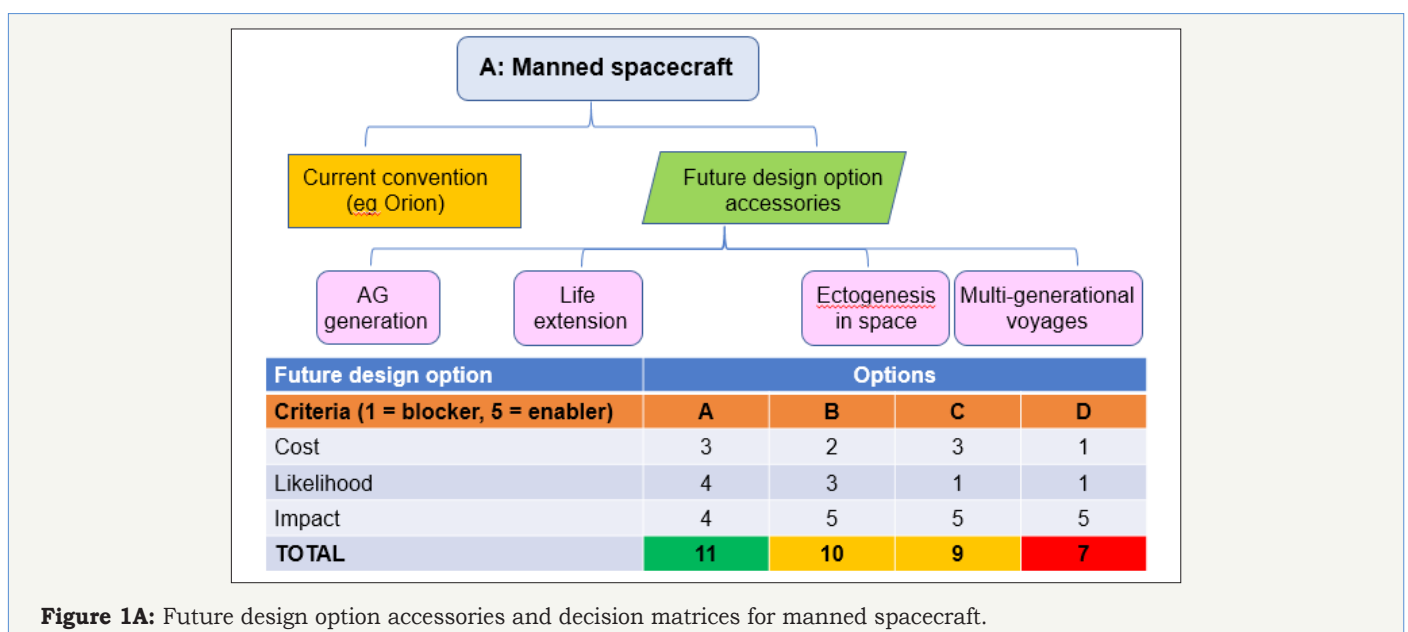 A: Manned spacecraft
Current convention
(eg Orion)
Future design option
accessories
AG
generation
Life
extension
Ectogenesis
in space
Multi-generational
voyages
Future design option Options
Criteria (1 = blocker, 5 = enabler) A B C D
Cost 3 2 3 1
Likelihood 4 3 1 1
Impact 4 5 5 5
TOTAL 11 10 9 7
Figure 1A: Future design option accessories and decision matrices for manned spacecraft.